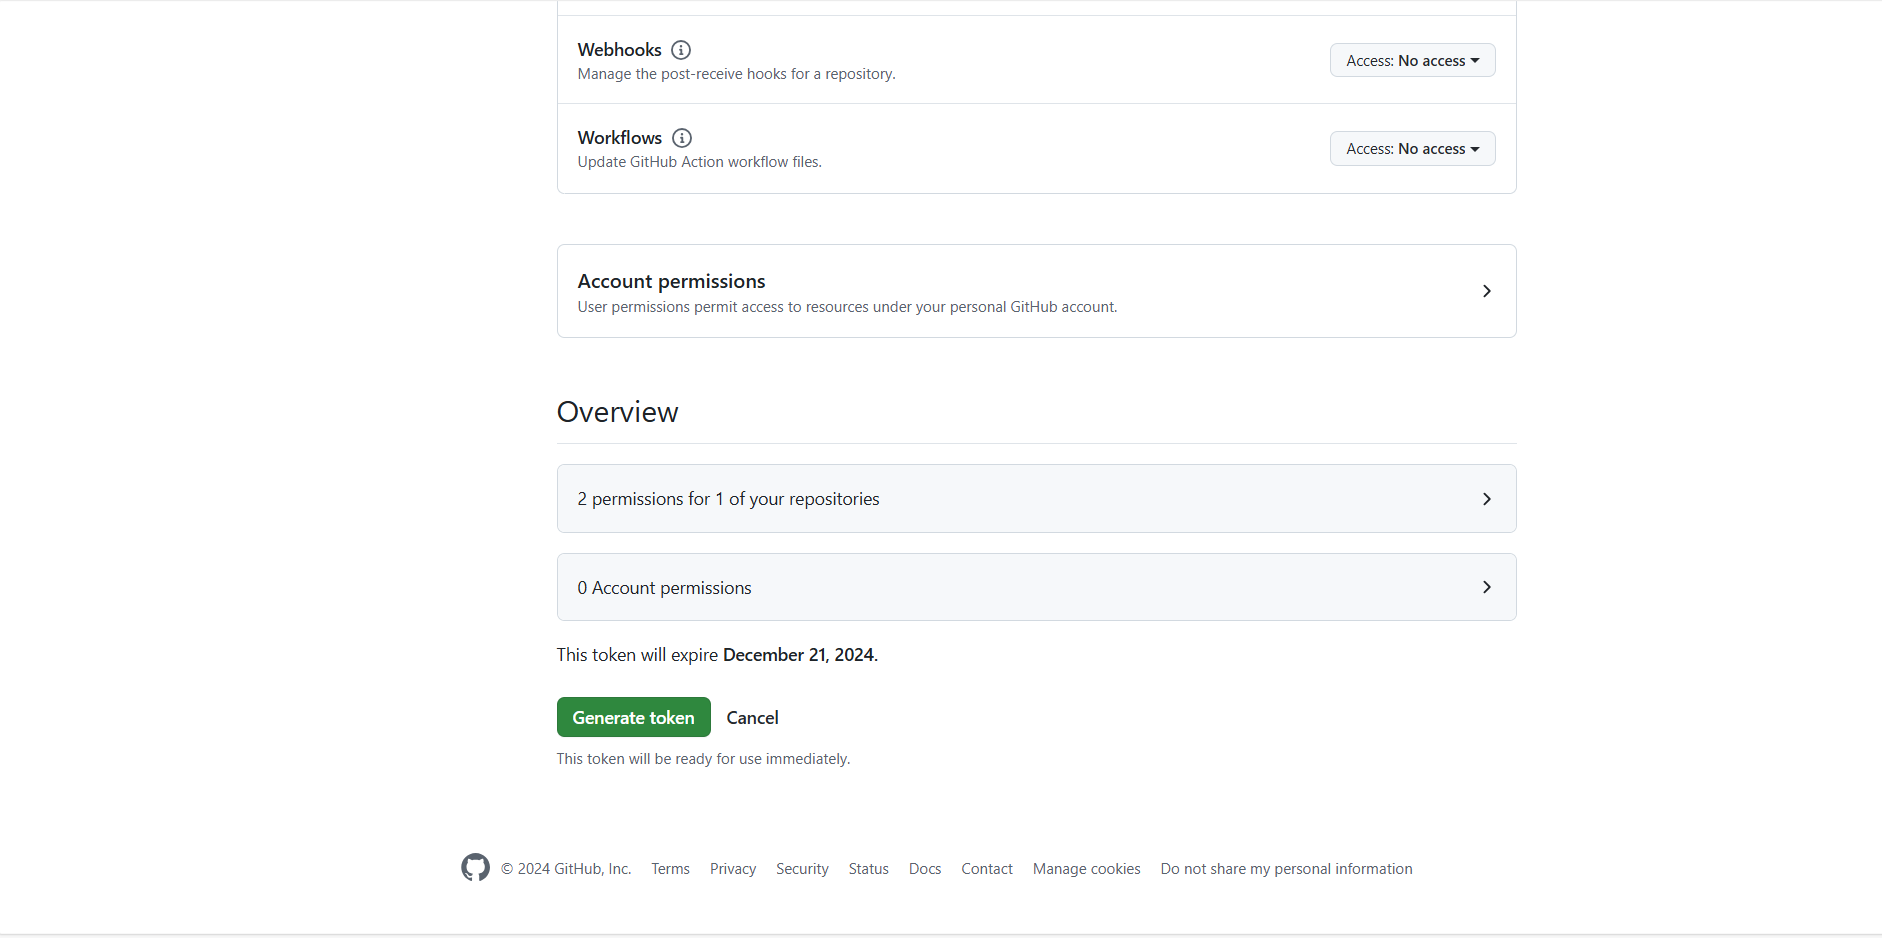 Webhooks
Manage the post-receive hooks for a repository.
Access: No access
Workflows
Update GitHub Action workflow files.
Access: No access
Account permissions
User permissions permit access to resources under your personal GitHub account.
Overview
2 permissions for 1 of your repositories
0 Account permissions
This token will expire December 21, 2024.
Generate token Cancel
This token will be ready for use immediately.
© 2024 GitHub, Inc. Terms Privacy Security Status Docs Contact Manage cookies Do not share my personal information